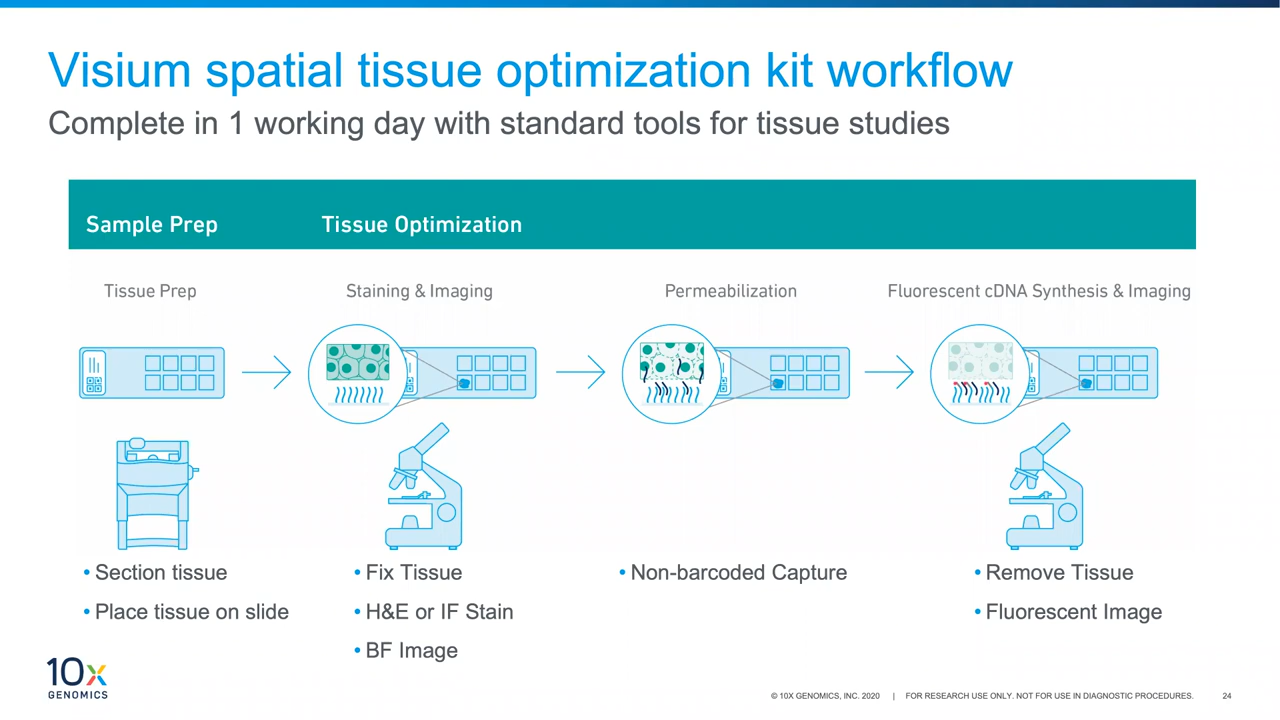 Visium spatial tissue optimization kit workflow
Complete in 1 working day with standard tools for tissue studies
Sample Prep
Tissue Optimization
Tissue Prep
Staining & Imaging
Permeabilization
Fluorescent cDNA Synthesis & Imaging
• Section tissue
• Place tissue on slide
• Fix Tissue
• H&E or IF Stain
• BF Image
• Non-barcoded Capture
• Remove Tissue
• Fluorescent Image
10x
GENOMICS
© 10X GENOMICS, INC. 2020 | FOR RESEARCH USE ONLY. NOT FOR USE IN DIAGNOSTIC PROCEDURES. 24